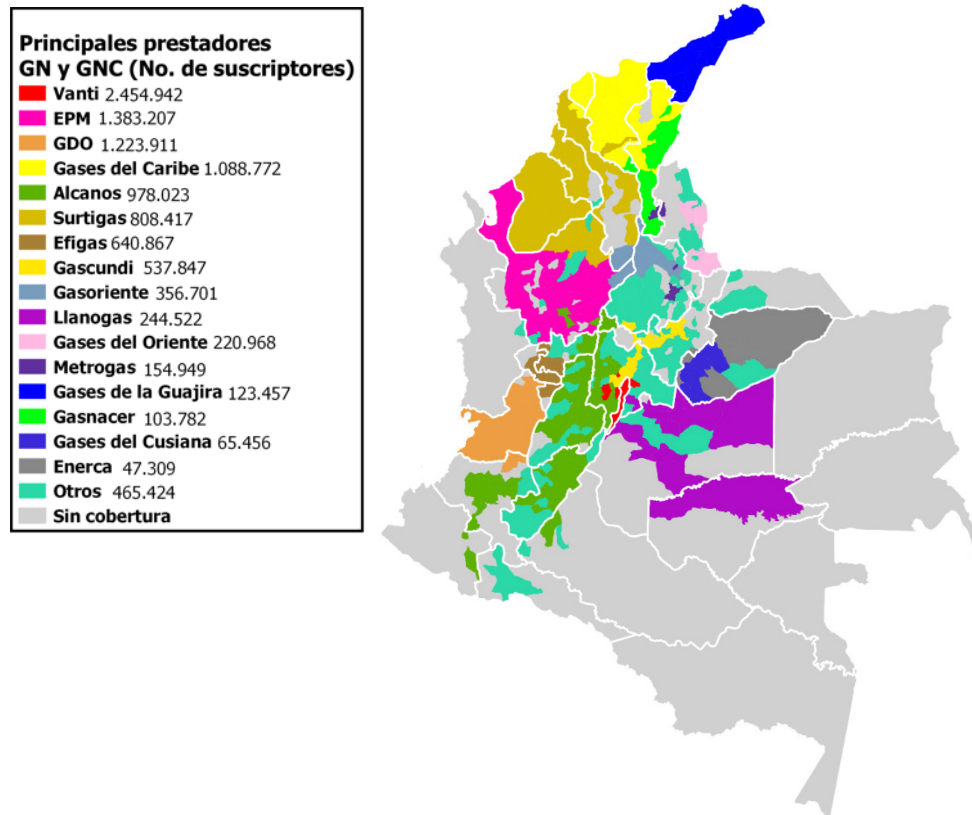 Principales prestadores
GN y GNC (No. de suscriptores)
Vanti 2.454.942
EPM 1.383.207
GDO 1.223.911
Gases del Caribe 1.088.772
Alcanos 978.023
Surtigas 808.417
Efigas 640.867
Gascundi 537.847
Gasoriente 356.701
Llanogas 244.522
Gases del Oriente 220.968
Metrogas 154.949
Gases de la Guajira 123.457
Gasnacer 103.782
Gases del Cusiana 65.456
Enerca 47.309
Otros 465.424
Sin cobertura